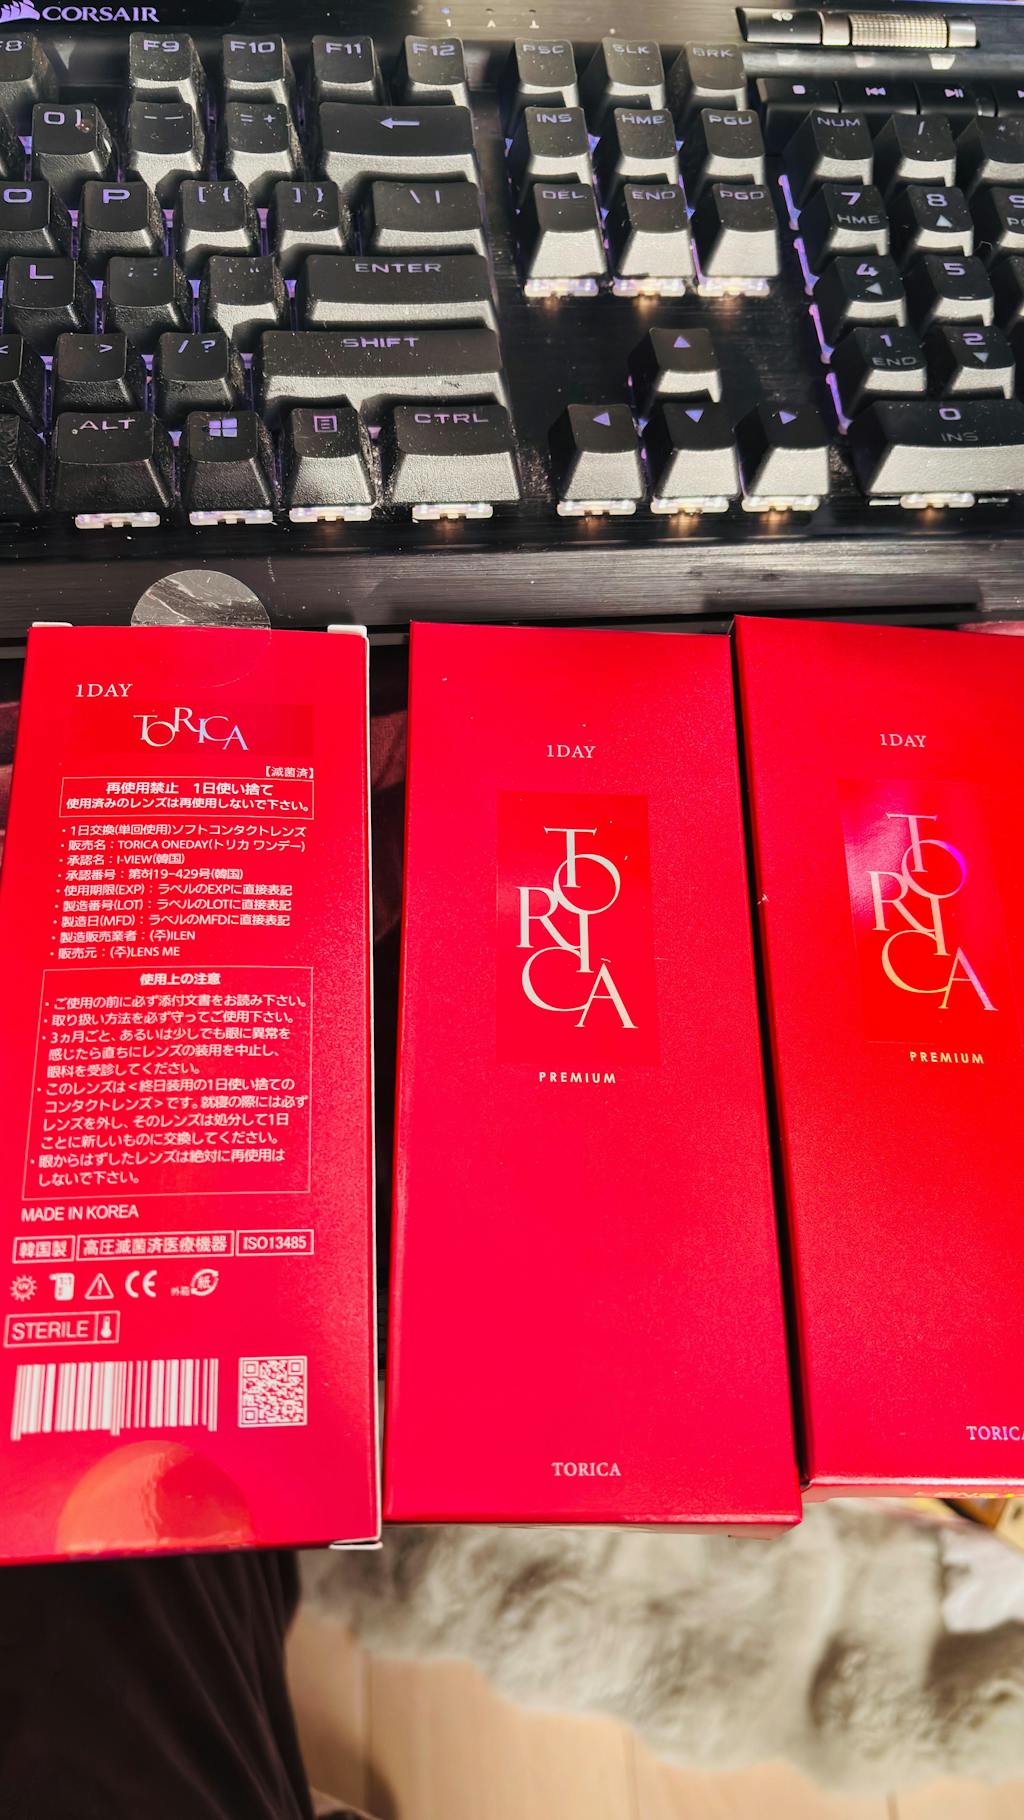 CORSAIR
F8 F9 F10 F11 F12 PSC SLK BRK
0) -- =+ INS HME PGU NUM /
O P [{ ]} \| DEL END PGD 7 HME 8
L ENTER 4 5
> /? SHIFT 1 END 2
ALT CTRL 0 INS
1DAY
TORICA
【滅菌済】
再使用禁止 1日使い捨て
使用済みのレンズは再使用しないで下さい。
・1日交換(単回使用)ソフトコンタクトレンズ
・販売名：TORICA ONEDAY(トリカ ワンデー)
・承認名：I-VIEW(韓国)
・承認番号：第허19-429号(韓国)
・使用期限(EXP)：ラベルのEXPに直接表記
・製造番号(LOT)：ラベルのLOTに直接表記
・製造日(MFD)：ラベルのMFDに直接表記
・製造販売業者：(주)ILEN
・販売元：(주)LENS ME
使用上の注意
・ご使用の前に必ず添付文書をお読み下さい。
・取り扱い方法を必ず守ってご使用下さい。
・3ヵ月ごと、あるいは少しでも眼に異常を
感じたら直ちにレンズの装用を中止し、
眼科を受診してください。
・このレンズは＜終日装用の1日使い捨ての
コンタクトレンズ＞です。就寝の際には必ず
レンズを外し、そのレンズは処分して1日
ごとに新しいものに交換してください。
・眼からはずしたレンズは絶対に再使用は
しないで下さい。
MADE IN KOREA
韓国製 高圧滅菌済医療機器 ISO13485
UV CE 外箱 紙
STERILE
1DAY
TORICA
PREMIUM
TORICA
1DAY
TORICA
PREMIUM
TORICA